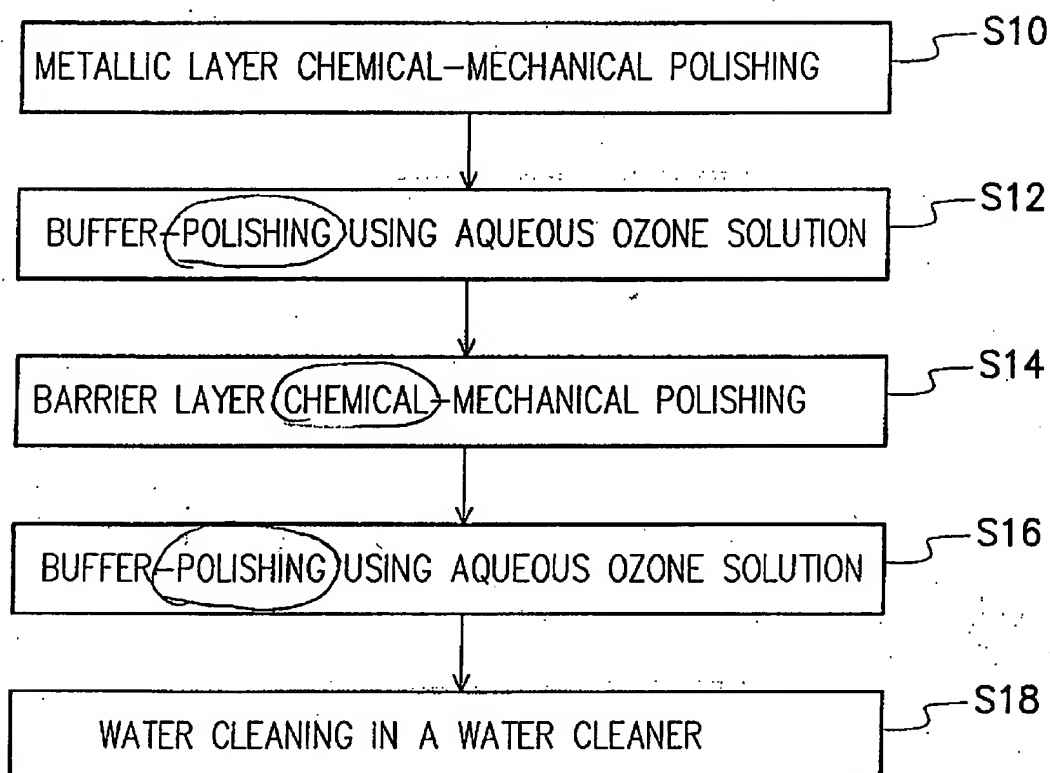 METALLIC LAYER CHEMICAL-MECHANICAL POLISHING
S10
BUFFER-POLISHING USING AQUEOUS OZONE SOLUTION
S12
BARRIER LAYER CHEMICAL-MECHANICAL POLISHING
S14
BUFFER-POLISHING USING AQUEOUS OZONE SOLUTION
S16
WATER CLEANING IN A WATER CLEANER
S18